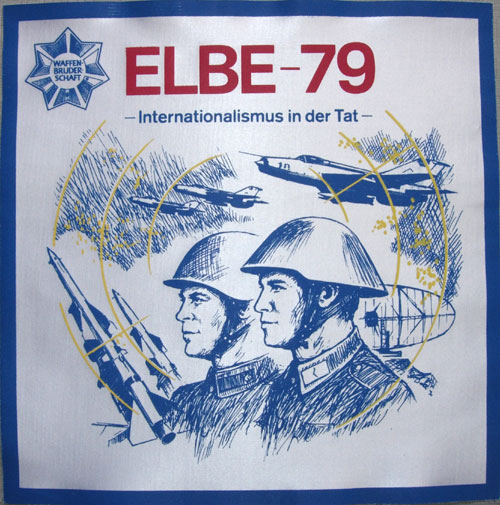 WAFFEN-
BRÜDER
SCHAFT
ELBE-79
- Internationalismus in der Tat -